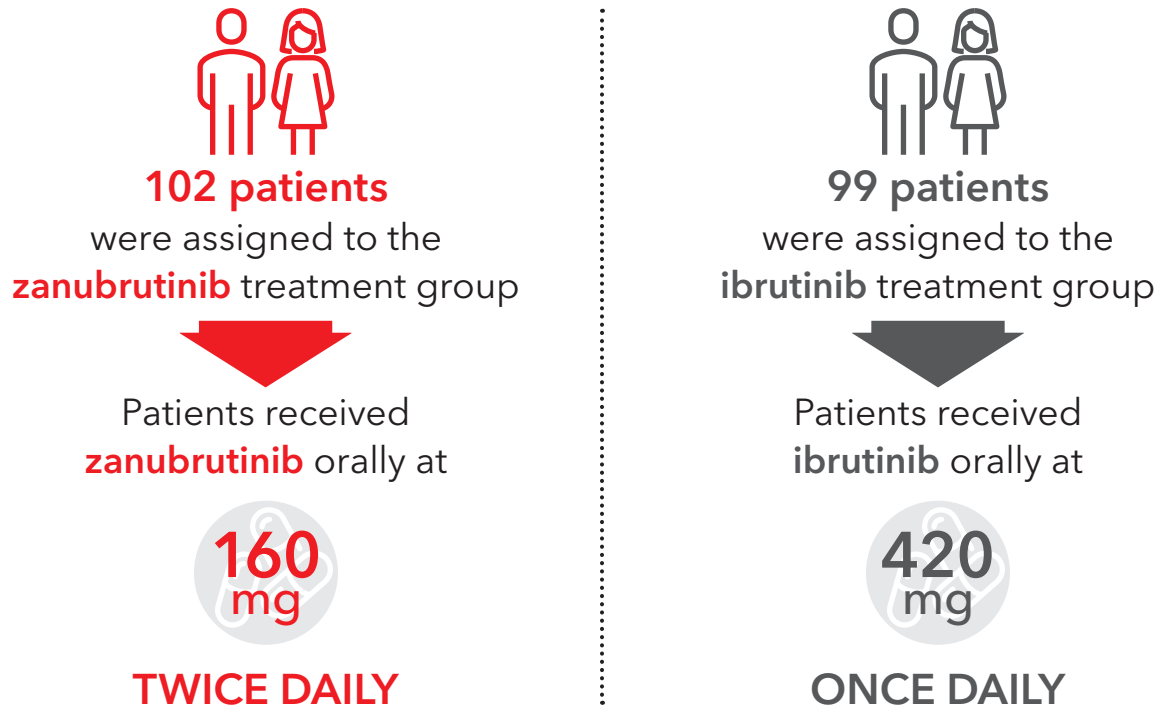 102 patients
were assigned to the
zanubrutinib treatment group
Patients received
zanubrutinib orally at
160
mg
TWICE DAILY
99 patients
were assigned to the
ibrutinib treatment group
Patients received
ibrutinib orally at
420
mg
ONCE DAILY